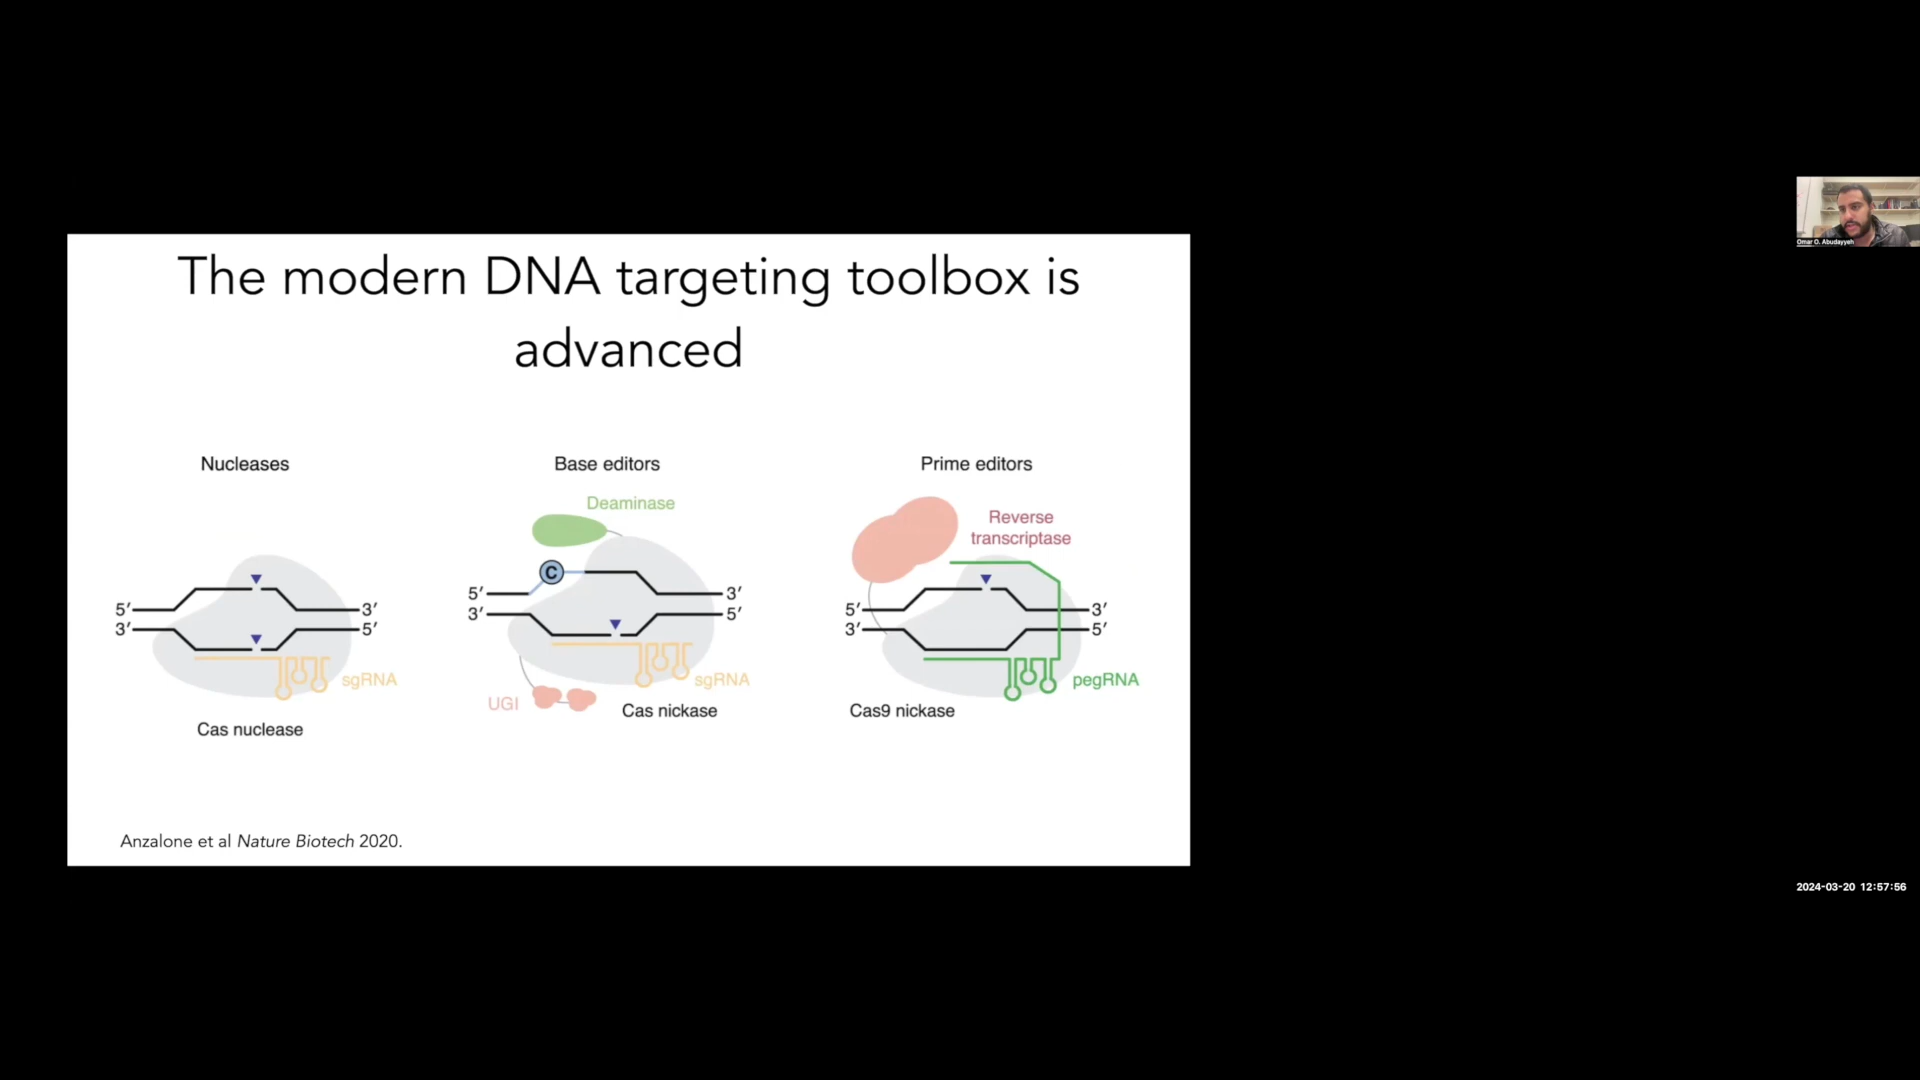 The modern DNA targeting toolbox is
advanced
Nucleases
5′
3′
3′
5′
sgRNA
Cas nuclease
Base editors
Deaminase
C
5′
3′
3′
5′
sgRNA
UGI
Cas nickase
Prime editors
Reverse
transcriptase
5′
3′
3′
5′
pegRNA
Cas9 nickase
Anzalone et al Nature Biotech 2020.
Omar O. Abudayyeh
2024-03-20 12:57:56